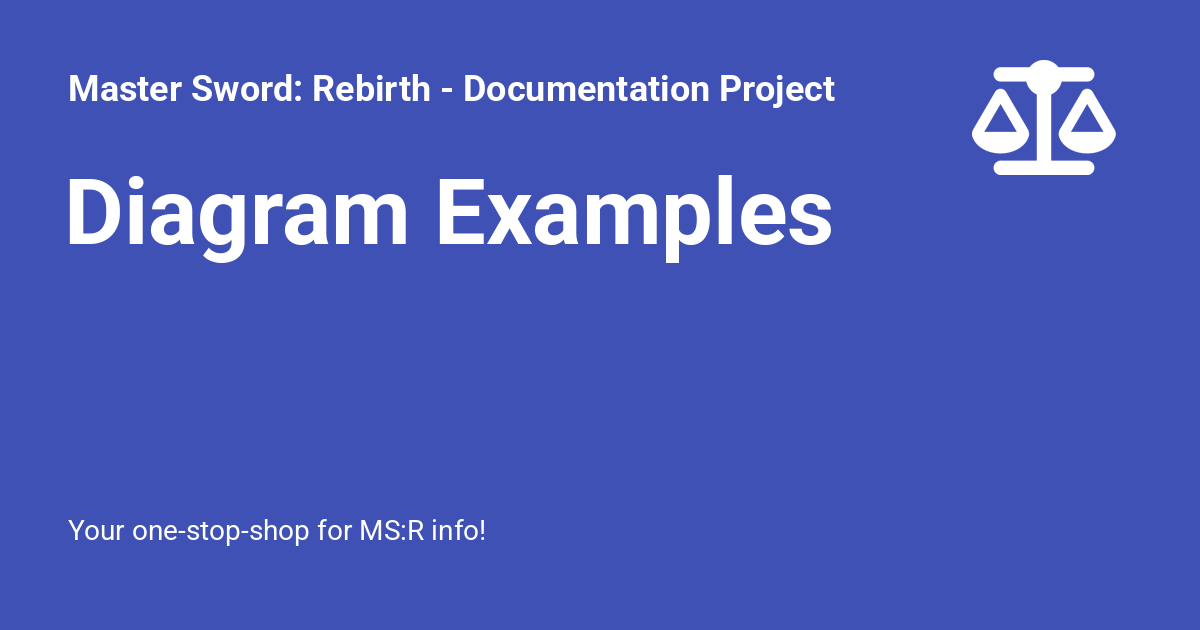 Master Sword: Rebirth - Documentation Project
Diagram Examples
Your one-stop-shop for MS:R info!